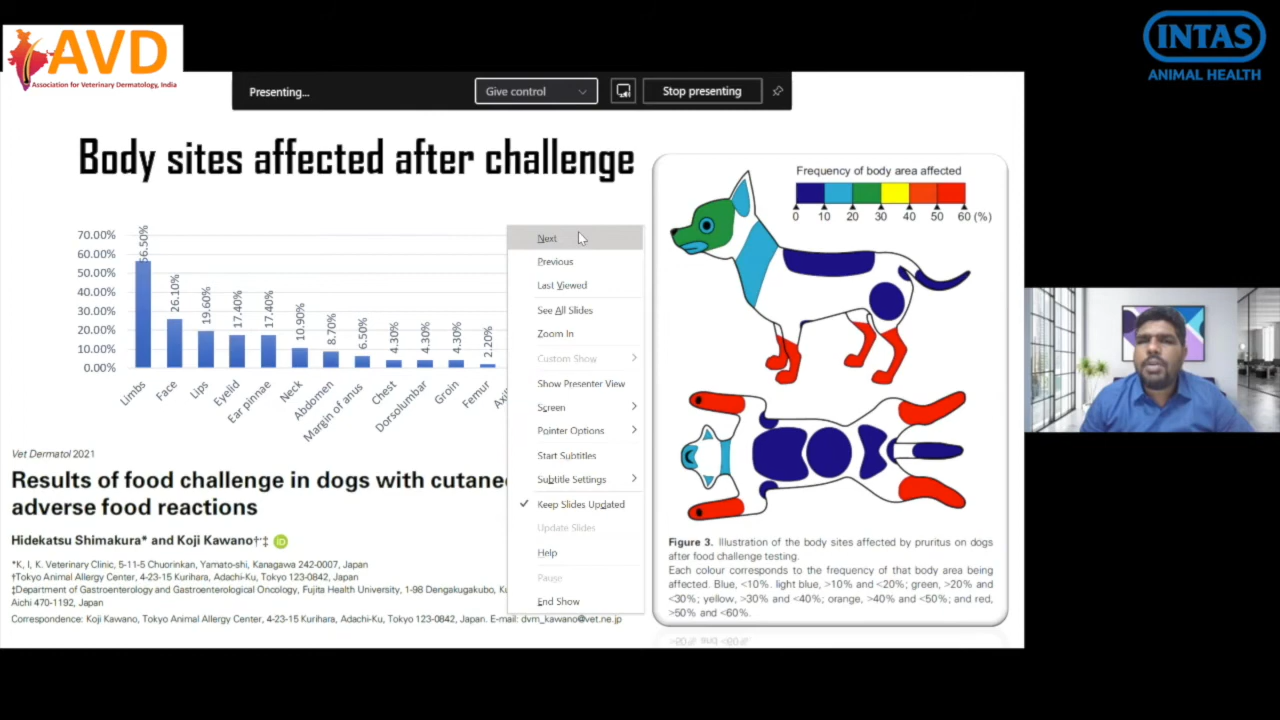 AVD
Association for Veterinary Dermatology, India
INTAS
ANIMAL HEALTH
Presenting...
Give control
Stop presenting
Body sites affected after challenge
70.00%
60.00%
50.00%
40.00%
30.00%
20.00%
10.00%
0.00%
56.50%
26.10%
19.60%
17.40%
17.40%
10.90%
8.70%
6.50%
4.30%
4.30%
4.30%
2.20%
Limbs
Face
Lips
Eyelid
Ear pinnae
Neck
Abdomen
Margin of anus
Chest
Dorsolumbar
Groin
Femur
Next
Previous
Last Viewed
See All Slides
Zoom In
Custom Show
Show Presenter View
Screen
Pointer Options
Start Subtitles
Subtitle Settings
Keep Slides Updated
Update Slides
Help
Pause
End Show
Frequency of body area affected
0 10 20 30 40 50 60 (%)
Vet Dermatol 2021
Results of food challenge in dogs with cutane
adverse food reactions
Hidekatsu Shimakura* and Koji Kawano†‡ iD
*K, I, K. Veterinary Clinic, 5-11-5 Chuorinkan, Yamato-shi, Kanagawa 242-0007, Japan
†Tokyo Animal Allergy Center, 4-23-15 Kurihara, Adachi-Ku, Tokyo 123-0842, Japan
‡Department of Gastroenterology and Gastroenterological Oncology, Fujita Health University, 1-98 Dengakugakubo, Ku
Aichi 470-1192, Japan
Correspondence: Koji Kawano, Tokyo Animal Allergy Center, 4-23-15 Kurihara, Adachi-Ku, Tokyo 123-0842, Japan. E-mail: dvm_kawano@vet.ne.jp
Figure 3. Illustration of the body sites affected by pruritus on dogs
after food challenge testing.
Each colour corresponds to the frequency of that body area being
affected. Blue, <10%. light blue, >10% and <20%; green, >20% and
<30%; yellow, >30% and <40%; orange, >40% and <50%; and red,
>50% and <60%.